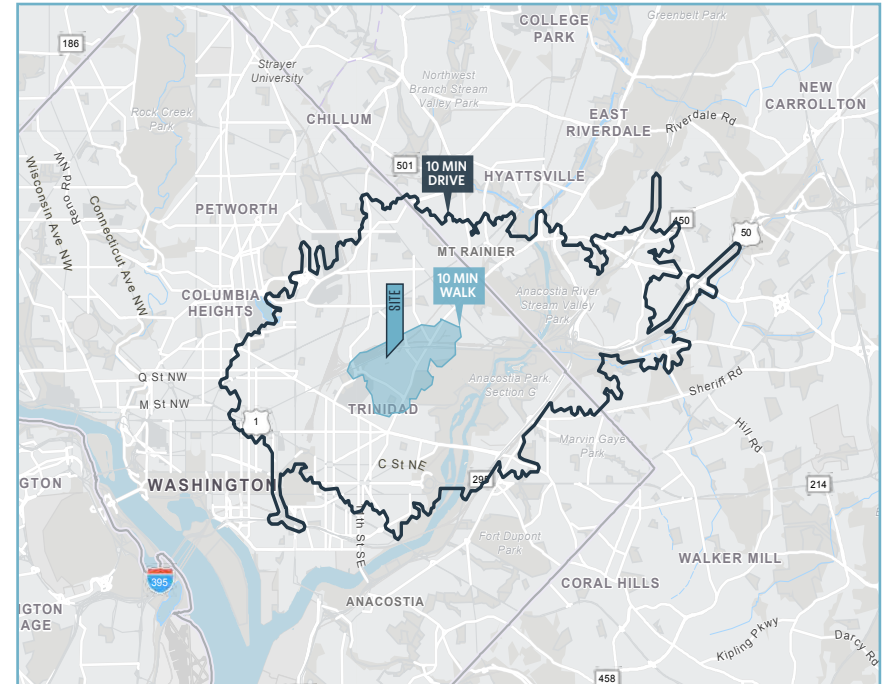 COLLEGE
PARK
Greenbelt Park
186
Strayer
University
Northwest
Branch Stream
Valley Park
NEW
CARROLLTON
Rock Creek
Park
CHILLUM
EAST
RIVERDALE
Riverdale Rd
501
10 MIN
DRIVE
HYATTSVILLE
Wisconsin Ave NW
Reno Rd NW
Connecticut Ave NW
PETWORTH
450
50
MT RAINIER
10 MIN
WALK
SITE
COLUMBIA
HEIGHTS
Anacostia River
Stream Valley
Park
Q St NW
M St NW
Anacostia Park
Section G
Sheriff Rd
TRINIDAD
1
Hill Rd
Marvin Gaye
Park
C St NE
GTON
WASHINGTON
295
214
th St SE
Fort Dupont
Park
WALKER MILL
395
CORAL HILLS
ANACOSTIA
IGTON
AGE
Kipling Pkwy
Darcy Rd
458